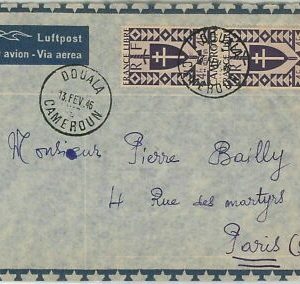 Luftpost
avion - Via aerea
DOUALA
13 FEV. 46
CAMEROUN
FRANCE LIBRE
Monsieur Pierre Bailly
4 Rue des martyrs
Paris (